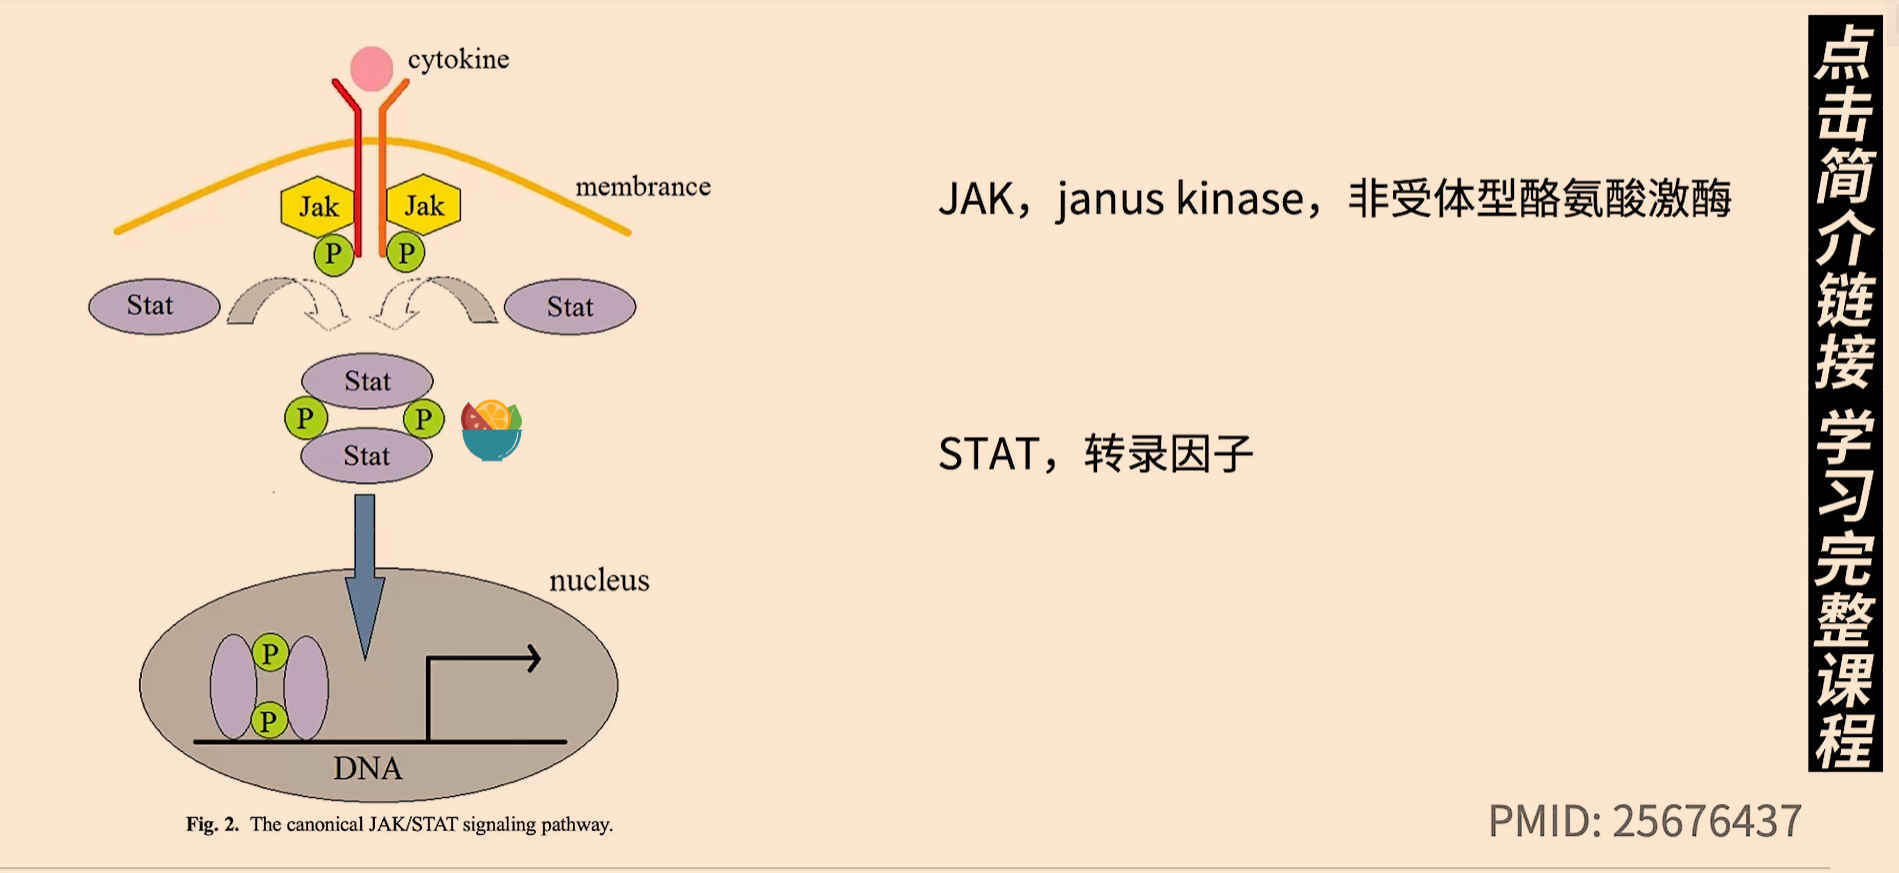 cytokine
membrance
Jak
Jak
P
P
Stat
Stat
Stat
P
P
Stat
nucleus
P
P
DNA
Fig. 2. The canonical JAK/STAT signaling pathway.
JAK，janus kinase，非受体型酪氨酸激酶
STAT，转录因子
PMID: 25676437
点击简介链接 学习完整课程